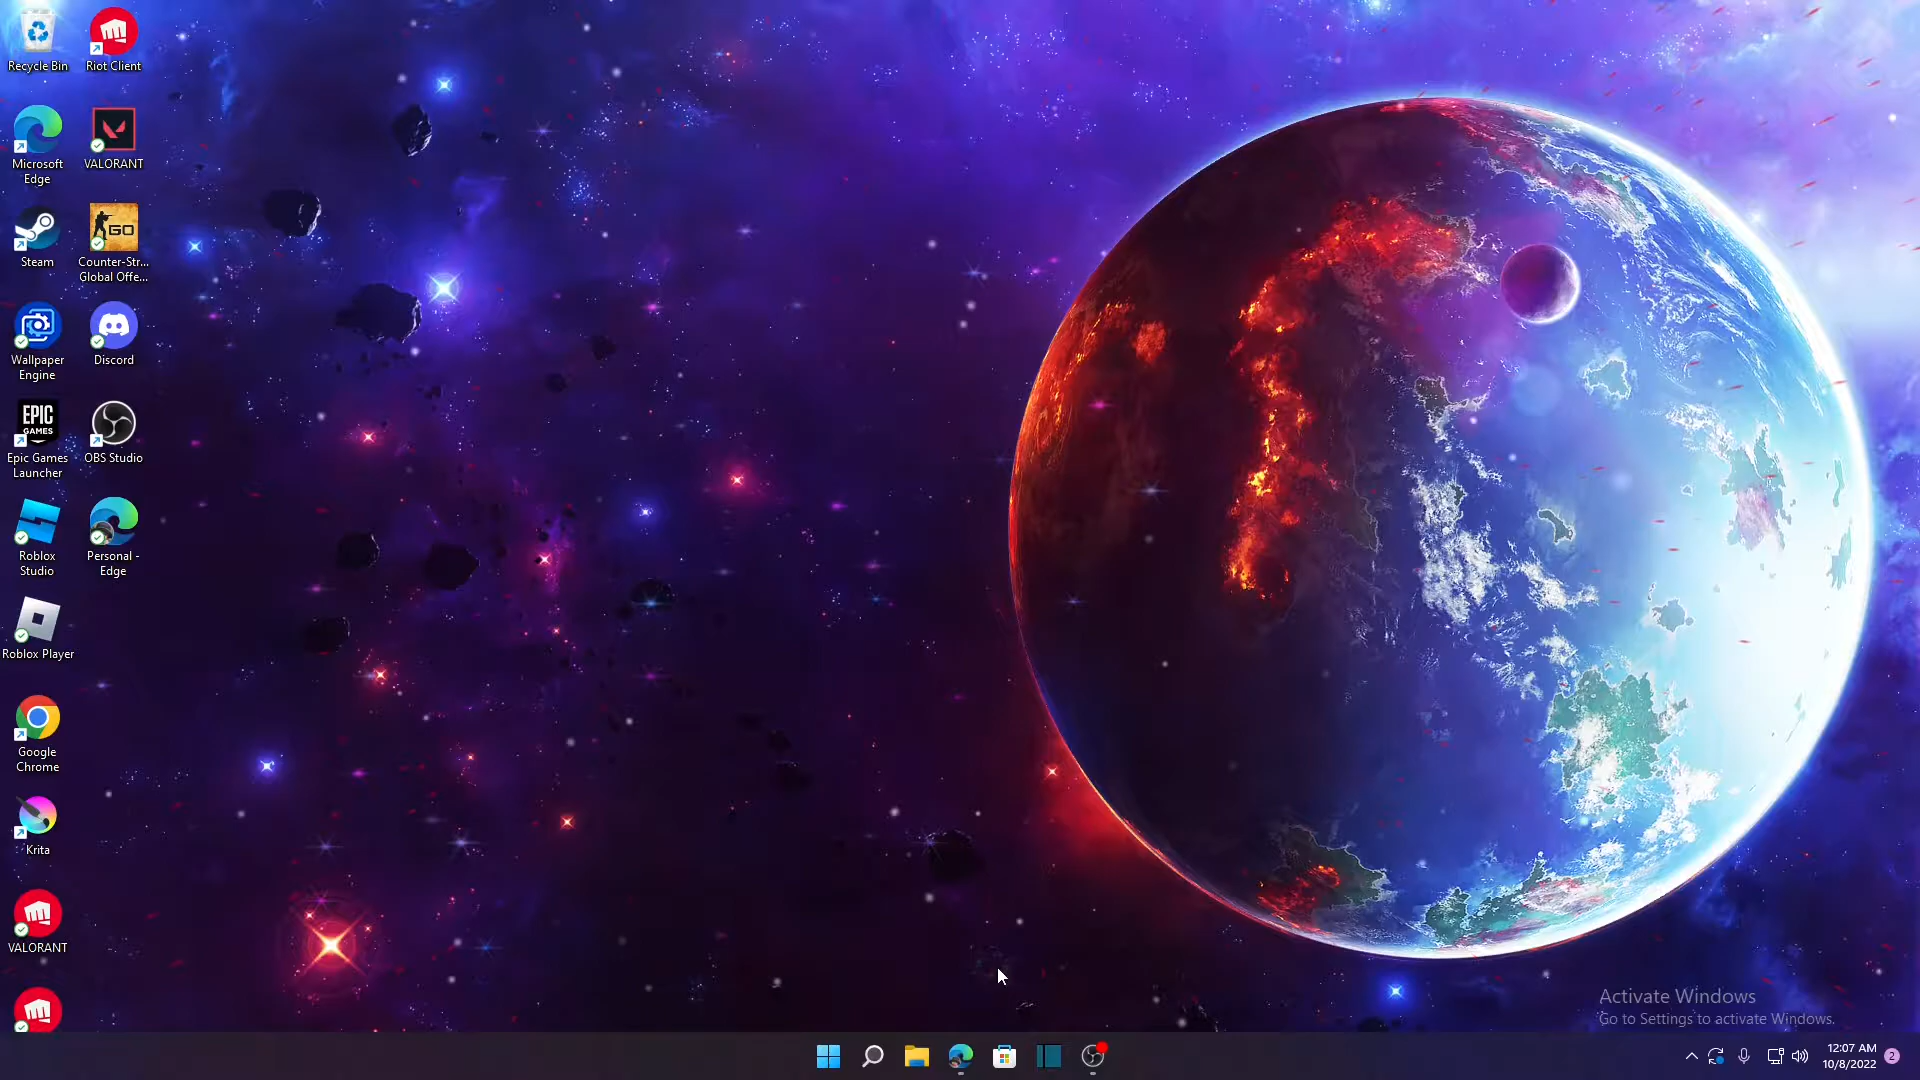 Recycle Bin
Riot Client
Microsoft
Edge
VALORANT
Steam
GO
Counter-Str...
Global Offe...
Wallpaper
Engine
Discord
EPIC
GAMES
Epic Games
Launcher
OBS Studio
Roblox
Studio
Personal -
Edge
Roblox Player
Google
Chrome
Krita
VALORANT
Activate Windows
Go to Settings to activate Windows.
12:07 AM
10/8/2022
2